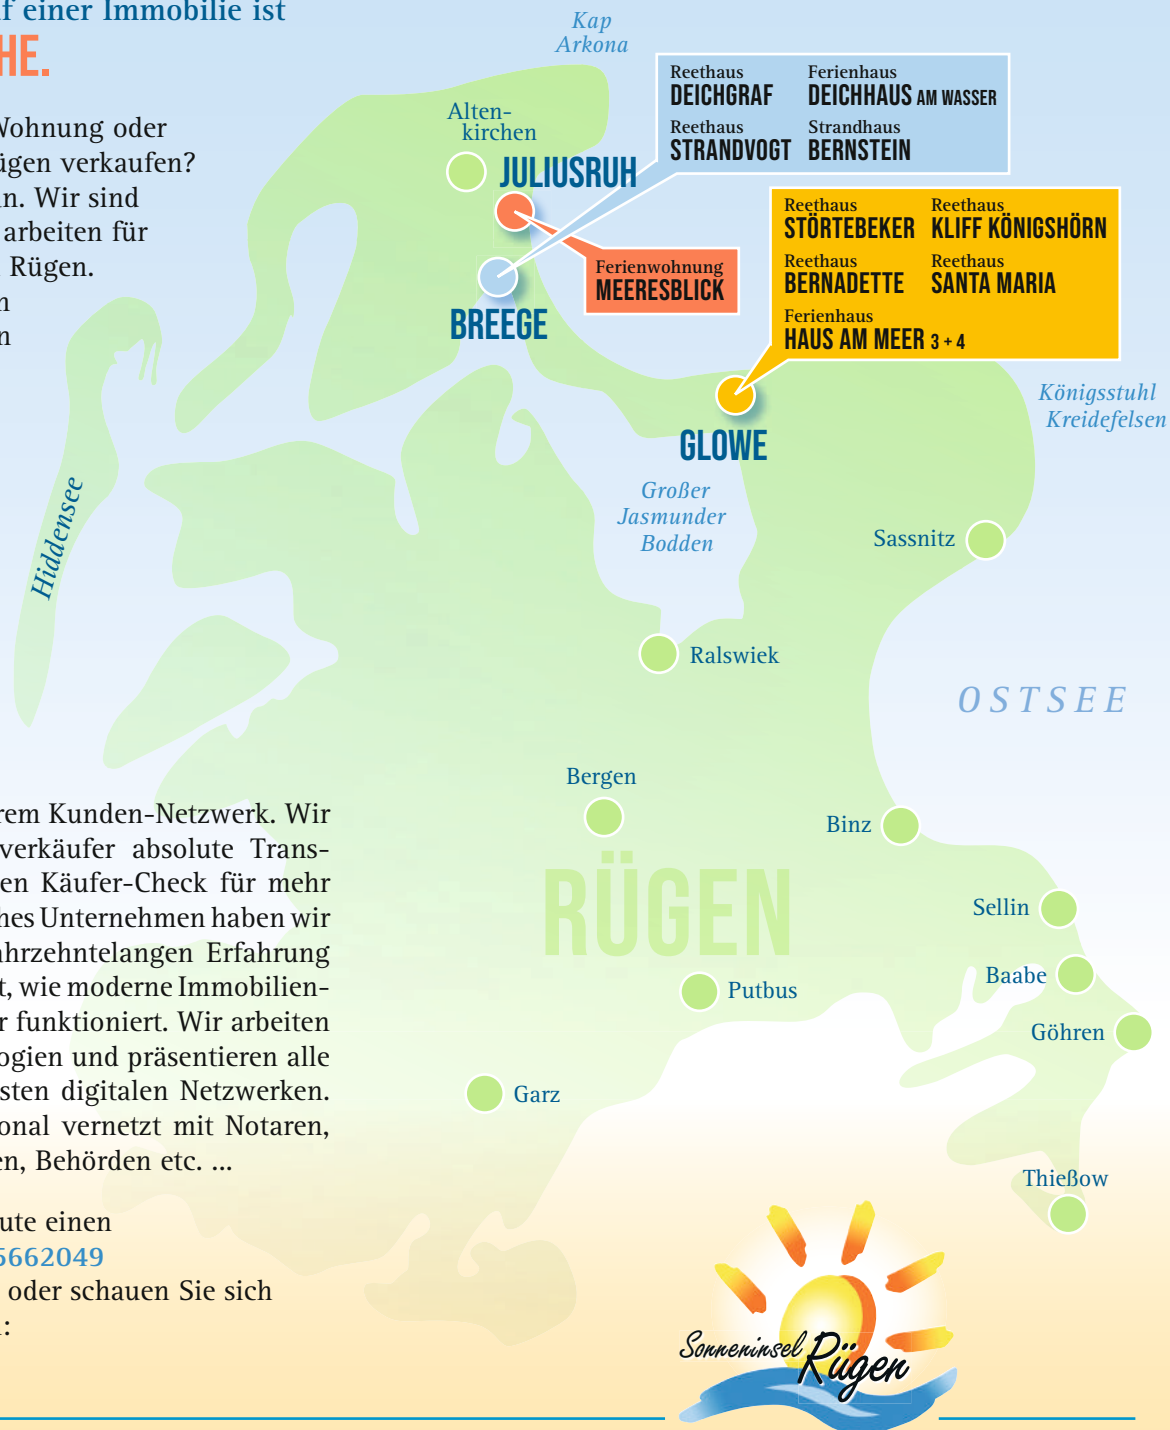 einer Immobilie ist
HE.
Wohnung oder
ügen verkaufen?
Wir sind
arbeiten für
Rügen.
Kap
Arkona
Alten-
kirchen
JULIUSRUH
BREEGE
Reethaus Ferienhaus
DEICHGRAF DEICHHAUS AM WASSER
Reethaus Strandhaus
STRANDVOGT BERNSTEIN
Ferienwohnung
MEERESBLICK
Reethaus Reethaus
STÖRTEBEKER KLIFF KÖNIGSHÖRN
Reethaus Reethaus
BERNADETTE SANTA MARIA
Ferienhaus
HAUS AM MEER 3 + 4
GLOWE
Königsstuhl
Kreidefelsen
Hiddensee
Großer
Jasmunder
Bodden
Sassnitz
Ralswiek
OSTSEE
Bergen
Binz
RÜGEN
Sellin
Baabe
Putbus
Göhren
Garz
Thießow
rem Kunden-Netzwerk. Wir
verkäufer absolute Trans-
en Käufer-Check für mehr
hes Unternehmen haben wir
ahrzehntelangen Erfahrung
t, wie moderne Immobilien-
r funktioniert. Wir arbeiten
ogien und präsentieren alle
sten digitalen Netzwerken.
onal vernetzt mit Notaren,
en, Behörden etc. ...
ute einen
5662049
oder schauen Sie sich
Sonneninsel Rügen